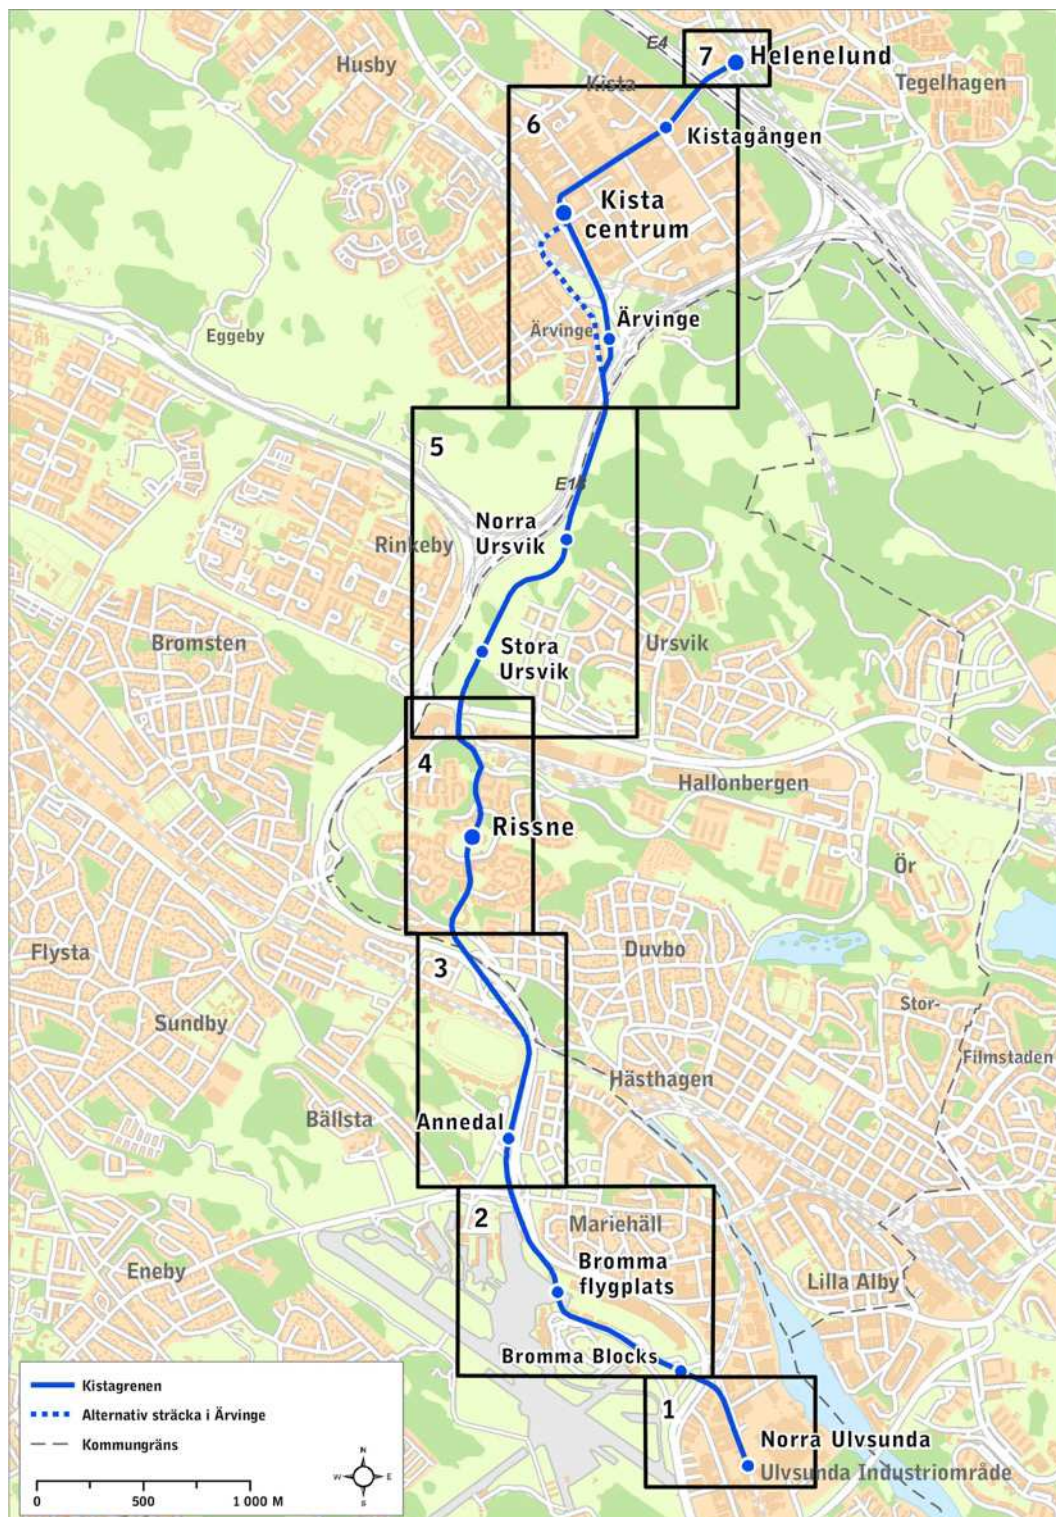 E4
7
Helenelund
Husby
Kista
Tegelhagen
6
Kistagången
Kista
centrum
Ärvinge
Ärvinge
Eggeby
5
E18
Norra
Ursvik
Rinkeby
Bromsten
Stora
Ursvik
Ursvik
4
Hallonbergen
Rissne
Ör
Flysta
Duvbo
3
Stor-
Sundby
Filmstaden
Hästhagen
Bällsta
Annedal
2
Mariehäll
Bromma
flygplats
Eneby
Lilla Alby
Bromma Blocks
1
Norra Ulvsunda
Ulvsunda Industriområde
Kistagrenen
Alternativ sträcka i Ärvinge
Kommungräns
N
W
E
S
0
500
1 000 M